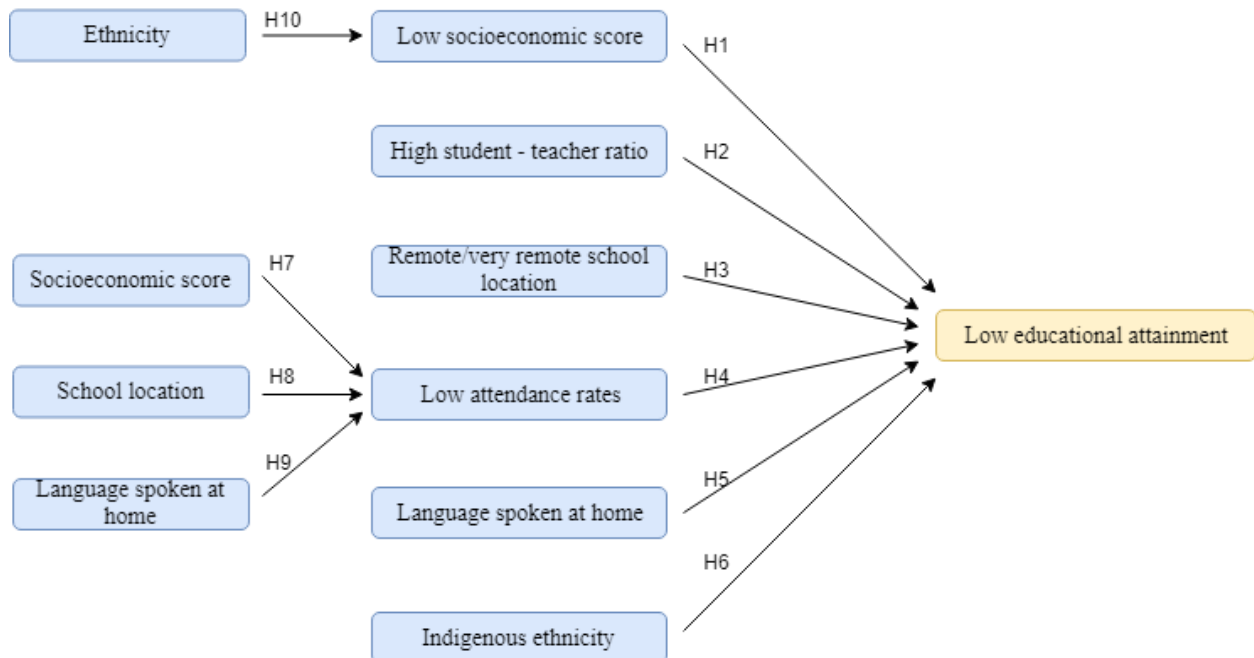 Ethnicity
H10
Low socioeconomic score
H1
High student - teacher ratio
H2
Remote/very remote school
location
H3
Socioeconomic score
H7
Low educational attainment
School location
H8
Low attendance rates
H4
H9
Language spoken at
home
Language spoken at home
H5
H6
Indigenous ethnicity